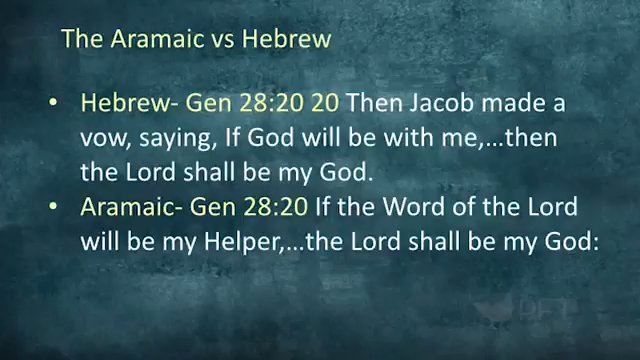 The Aramaic vs Hebrew
• Hebrew- Gen 28:20 20 Then Jacob made a
vow, saying, If God will be with me,...then
the Lord shall be my God.
• Aramaic- Gen 28:20 If the Word of the Lord
will be my Helper,...the Lord shall be my God: